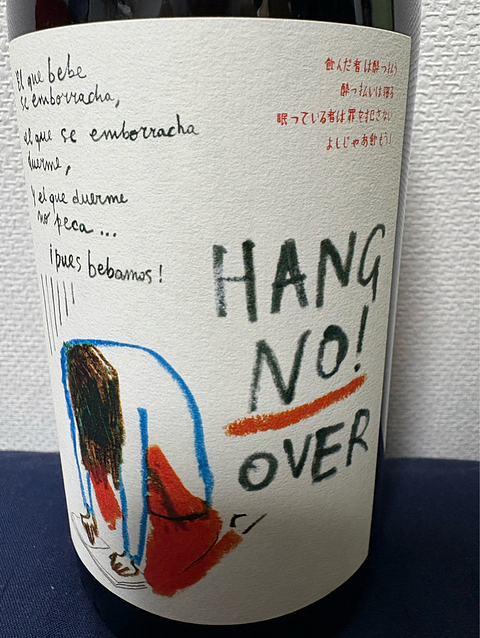 El que bebe
se emborracha,
el que se emborracha
duerme,
Y el que duerme
no peca...
¡pues bebamos!
飲んだ者は酔っ払う
酔っ払いは寝る
眠っている者は罪を犯さない
よしじゃあ飲もう!
HANG
NO!
OVER